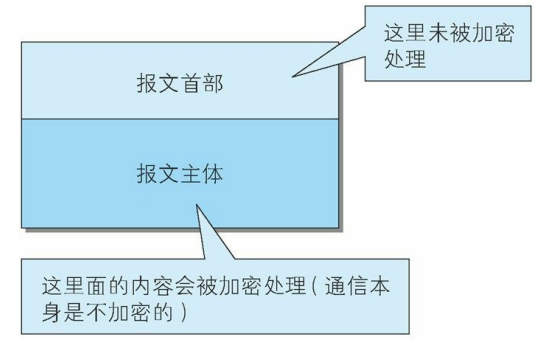 这里未被加密
处理
报文首部
报文主体
这里面的内容会被加密处理（通信本
身是不加密的）